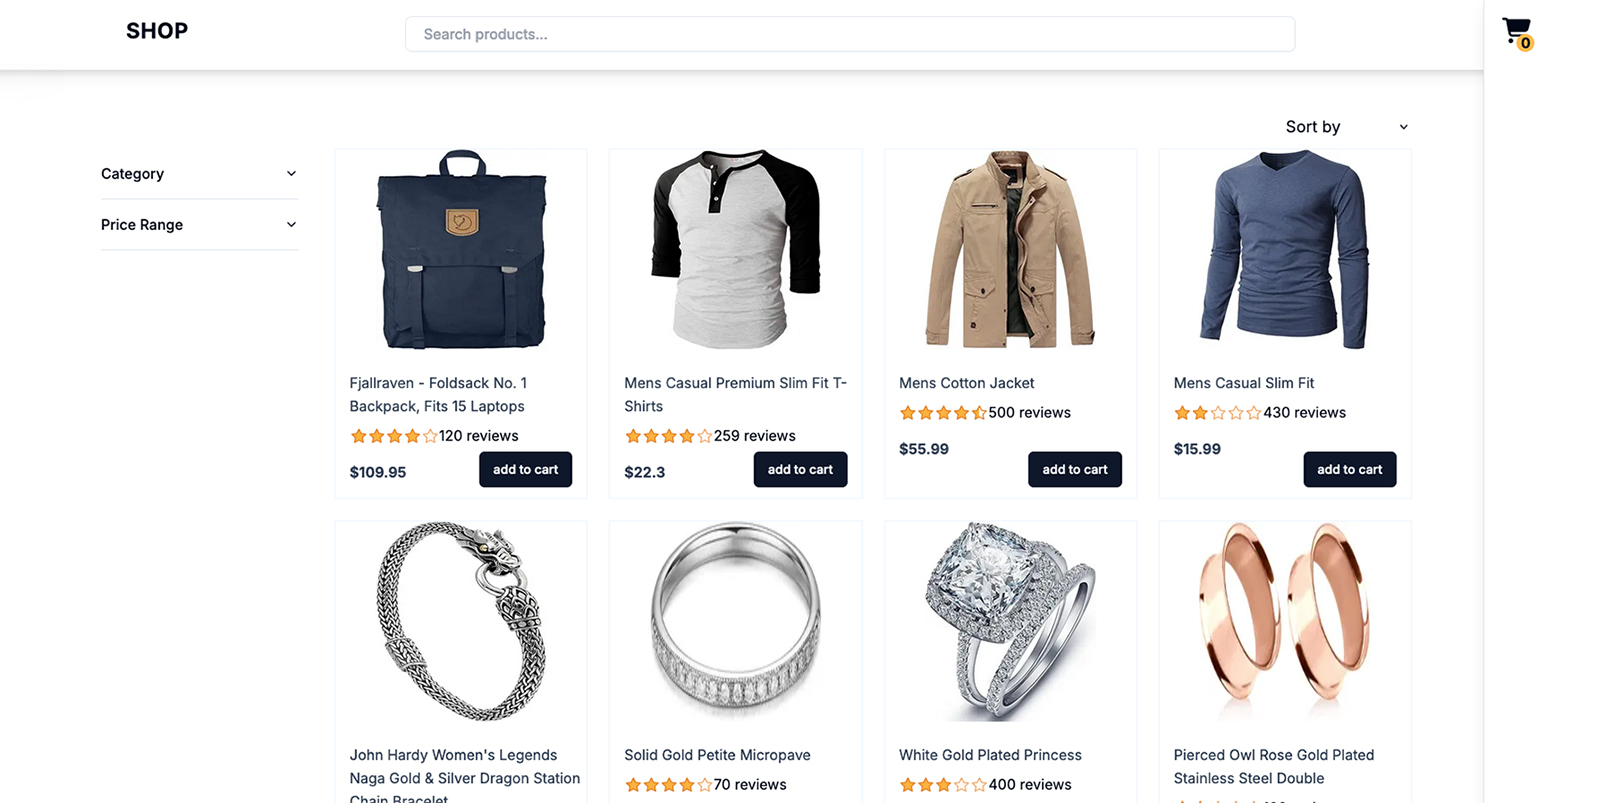 SHOP
Search products...
0
Sort by
Category
Price Range
Fjallraven - Foldsack No. 1
Backpack, Fits 15 Laptops
120 reviews
$109.95
add to cart
Mens Casual Premium Slim Fit T-
Shirts
259 reviews
$22.3
add to cart
Mens Cotton Jacket
500 reviews
$55.99
add to cart
Mens Casual Slim Fit
430 reviews
$15.99
add to cart
John Hardy Women's Legends
Naga Gold & Silver Dragon Station
Chain Bracelet
Solid Gold Petite Micropave
70 reviews
White Gold Plated Princess
400 reviews
Pierced Owl Rose Gold Plated
Stainless Steel Double